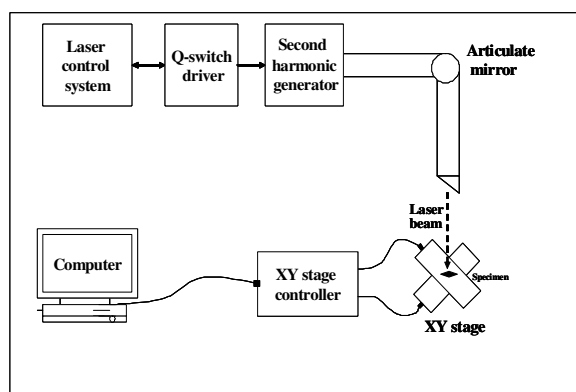 Laser
control
system
Q-switch
driver
Second
harmonic
generator
Articulate
mirror
Laser
beam
Computer
XY stage
controller
Specimen
XY stage